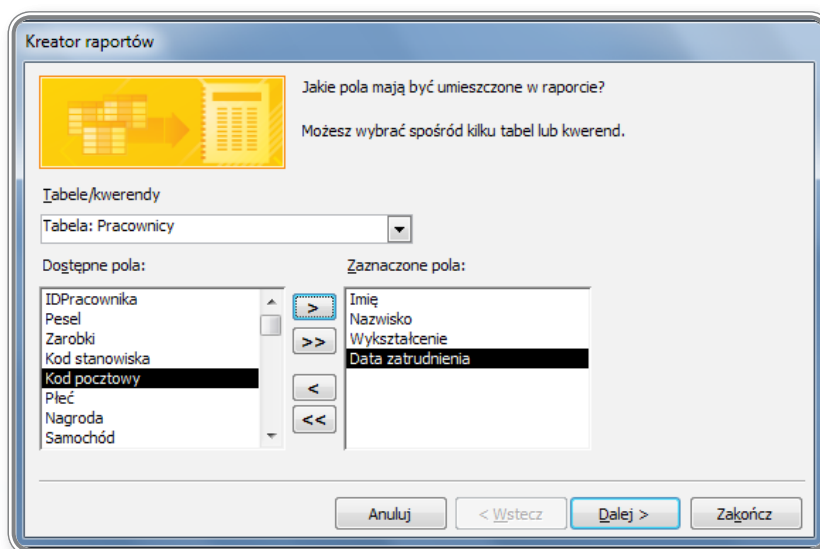 Kreator raportów
Jakie pola mają być umieszczone w raporcie?
Możesz wybrać spośród kilku tabel lub kwerend.
Tabele/kwerendy
Tabela: Pracownicy
Dostępne pola:
Zaznaczone pola:
IDPracownika
Pesel
Zarobki
Kod stanowiska
Kod pocztowy
Płeć
Nagroda
Samochód
>
>>
<
<<
Imię
Nazwisko
Wykształcenie
Data zatrudnienia
Anuluj
< Wstecz
Dalej >
Zakończ